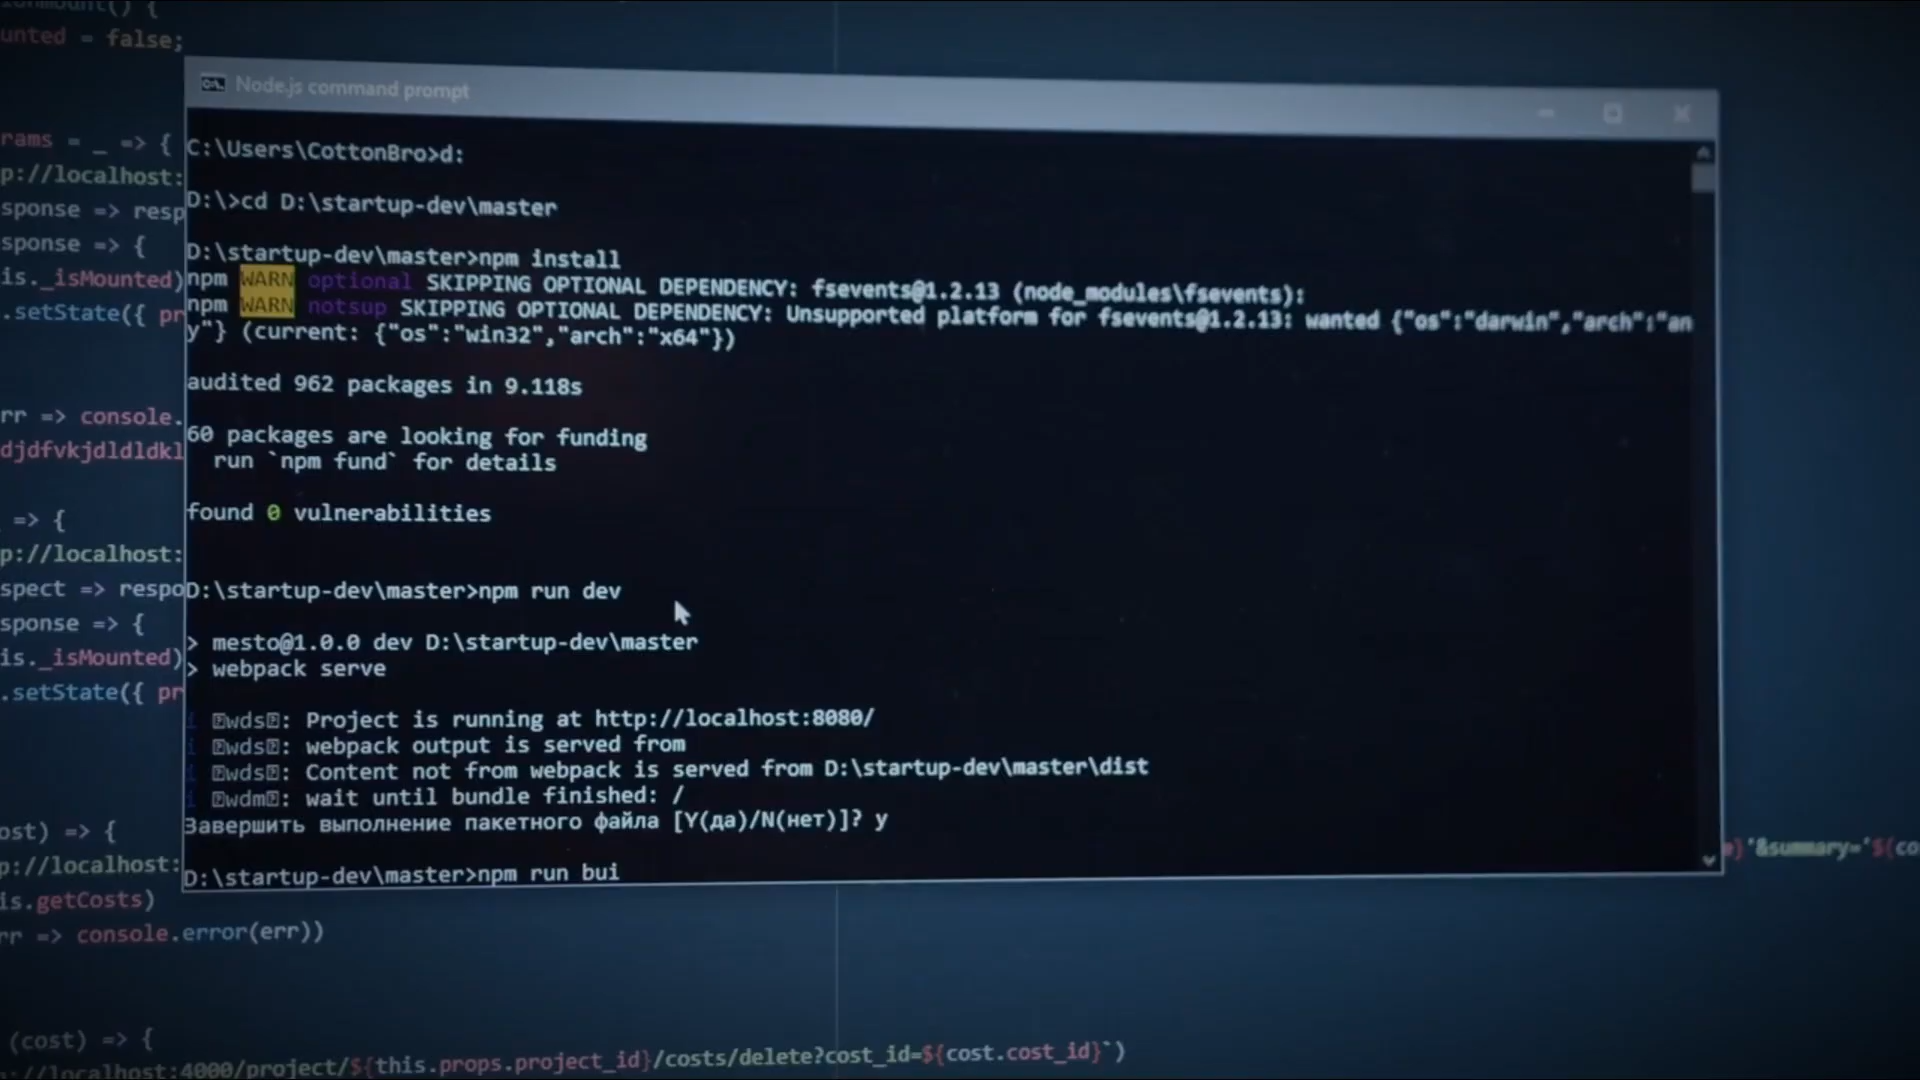 onmount() {
unted = false;
Node.js command prompt
rams = _ => {
p://localhost:
sponse => resp
sponse => {
is._isMounted)
.setState({ pr
rr => console.
djdfvkjdldldkl
=> {
p://localhost:
spect => respo
sponse => {
is._isMounted)
.setState({ pr
ost) => {
p://localhost:
is.getCosts)
rr => console.error(err))
C:\Users\CottonBro>d:
D:\>cd D:\startup-dev\master
D:\startup-dev\master>npm install
npm WARN optional SKIPPING OPTIONAL DEPENDENCY: fsevents@1.2.13 (node_modules\fsevents):
npm WARN notsup SKIPPING OPTIONAL DEPENDENCY: Unsupported platform for fsevents@1.2.13: wanted {"os":"darwin","arch":"an
y"} (current: {"os":"win32","arch":"x64"})
audited 962 packages in 9.118s
60 packages are looking for funding
run `npm fund` for details
found 0 vulnerabilities
D:\startup-dev\master>npm run dev
> mesto@1.0.0 dev D:\startup-dev\master
> webpack serve
i ⍰wds⍰: Project is running at http://localhost:8080/
i ⍰wds⍰: webpack output is served from
i ⍰wds⍰: Content not from webpack is served from D:\startup-dev\master\dist
i ⍰wdm⍰: wait until bundle finished: /
Завершить выполнение пакетного файла [Y(да)/N(нет)]? y
D:\startup-dev\master>npm run bui
}'&summary='${co
(cost) => {
://localhost:4000/project/${this.props.project_id}/costs/delete?cost_id=${cost.cost_id}`)